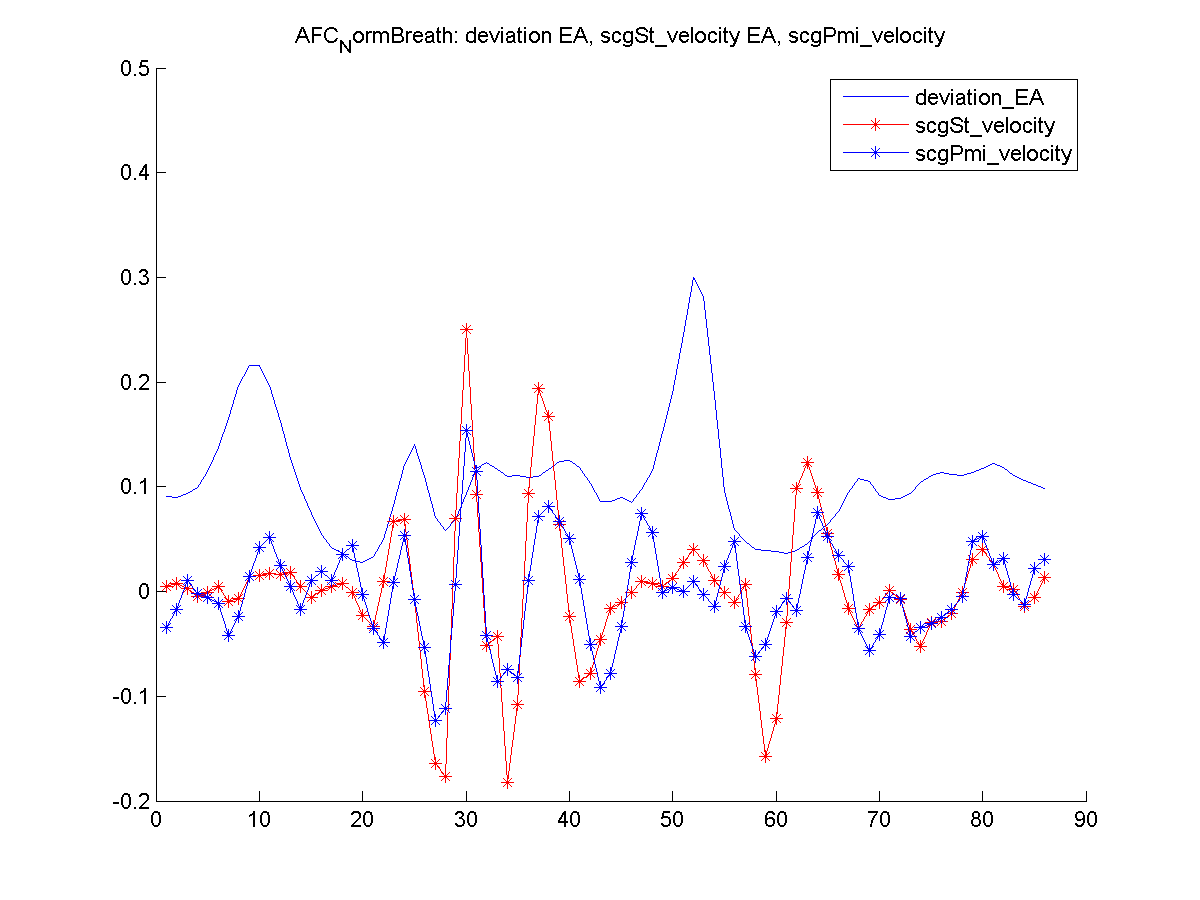 AFC_NormBreath: deviation EA, scgSt_velocity EA, scgPmi_velocity
0.5
deviation_EA
scgSt_velocity
scgPmi_velocity
0.4
0.3
0.2
0.1
0
-0.1
-0.2
0 10 20 30 40 50 60 70 80 90